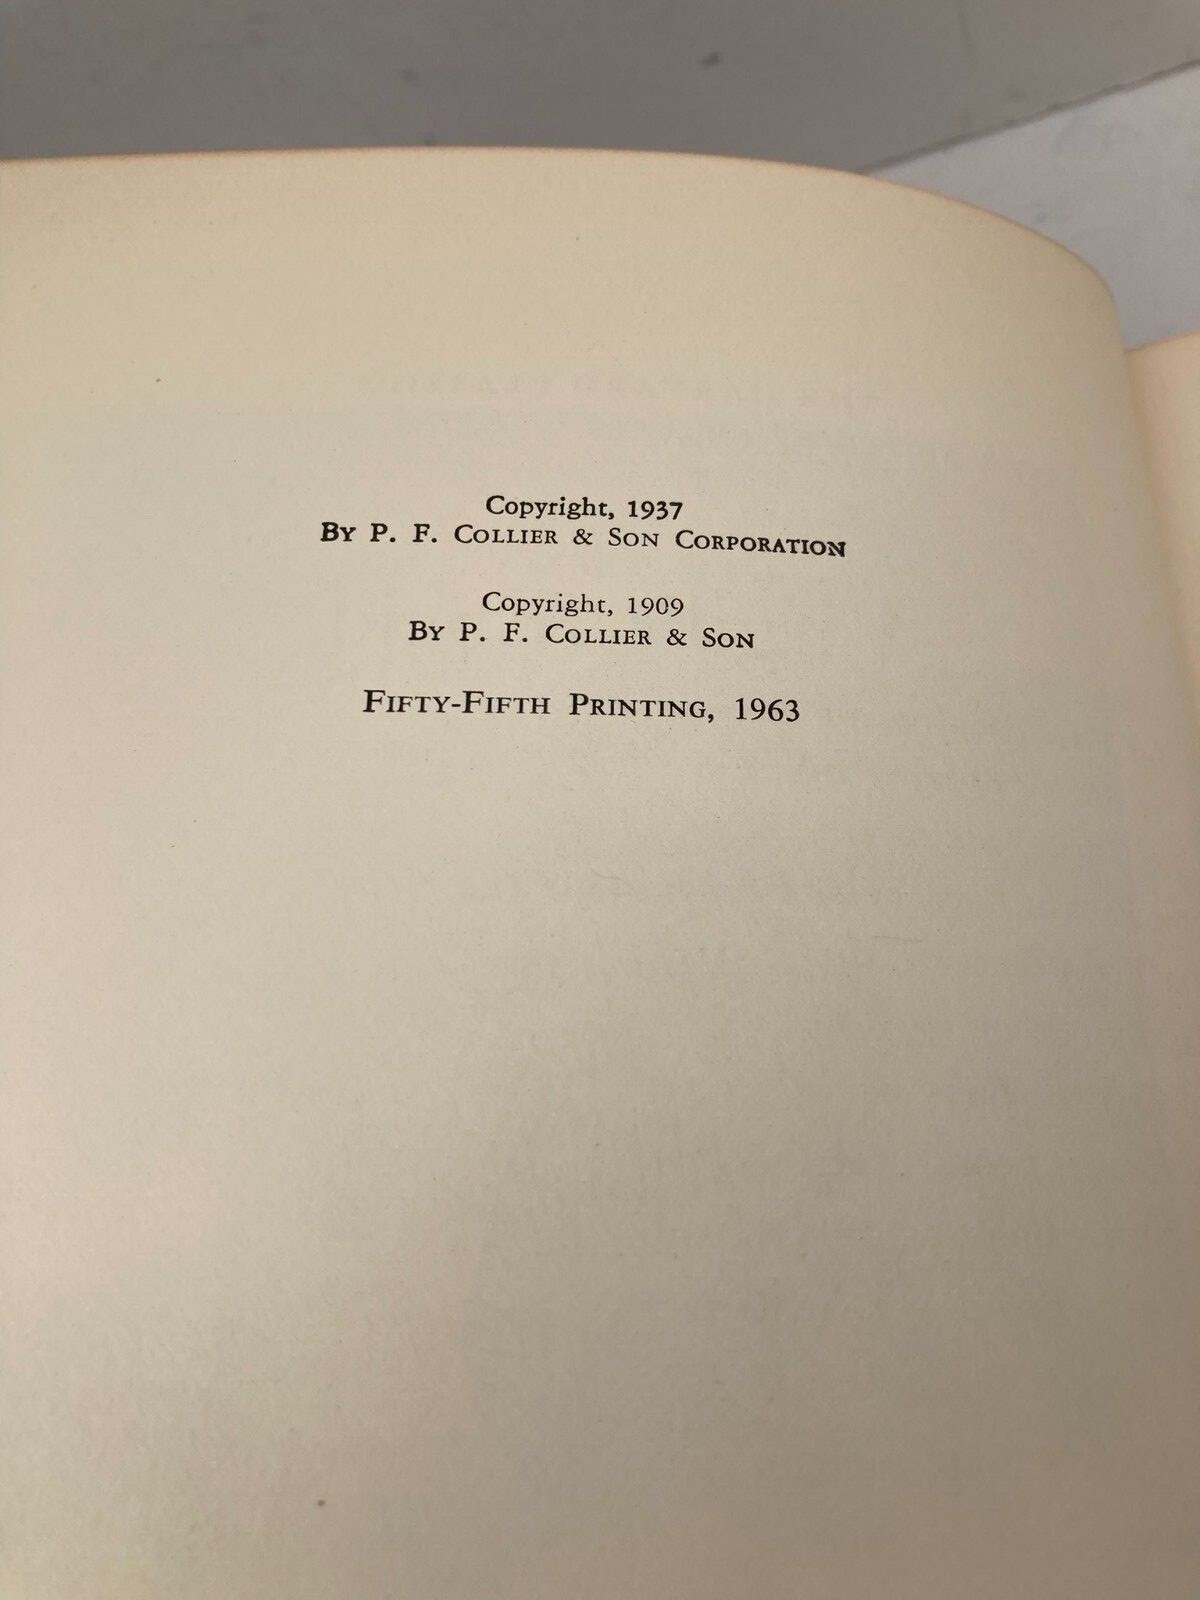 Copyright, 1937
By P. F. Collier & Son Corporation
Copyright, 1909
By P. F. Collier & Son
Fifty-Fifth Printing, 1963